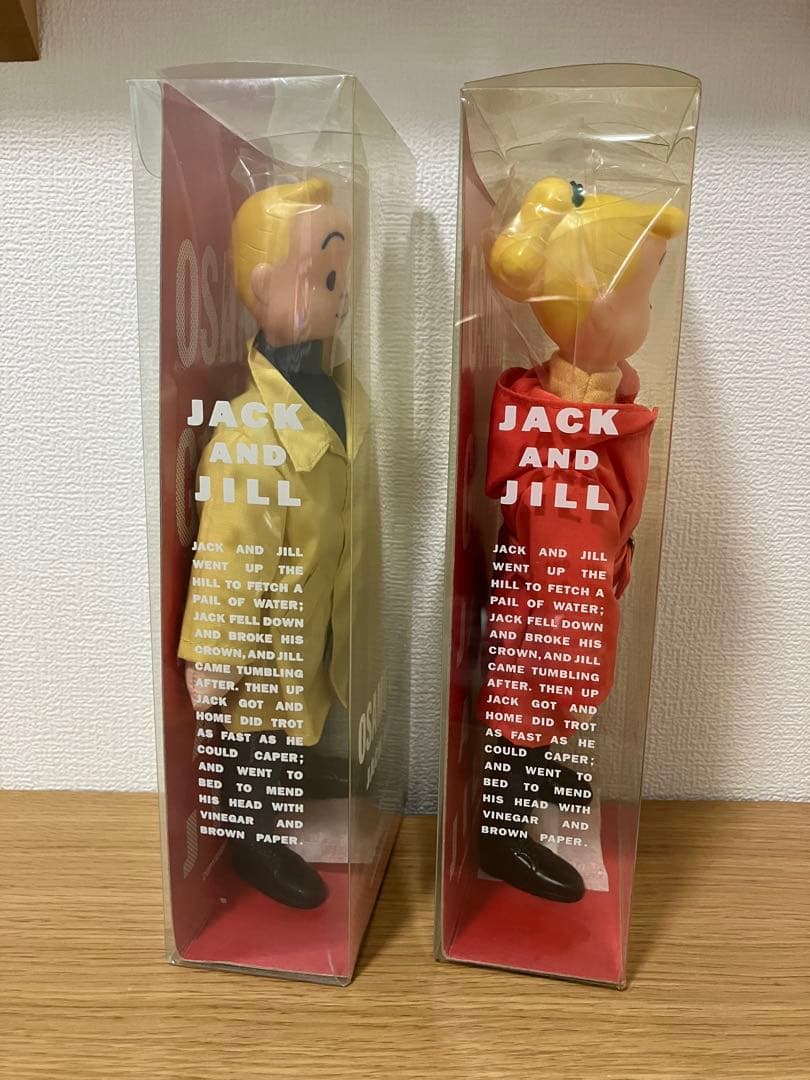 JACK
AND
JILL
JACK AND JILL
WENT UP THE
HILL TO FETCH A
PAIL OF WATER;
JACK FELL DOWN
AND BROKE HIS
CROWN, AND JILL
CAME TUMBLING
AFTER. THEN UP
JACK GOT AND
HOME DID TROT
AS FAST AS HE
COULD CAPER;
AND WENT TO
BED TO MEND
HIS HEAD WITH
VINEGAR AND
BROWN PAPER.
JACK
AND
JILL
JACK AND JILL
WENT UP THE
HILL TO FETCH A
PAIL OF WATER;
JACK FELL DOWN
AND BROKE HIS
CROWN, AND JILL
CAME TUMBLING
AFTER. THEN UP
JACK GOT AND
HOME DID TROT
AS FAST AS HE
COULD CAPER;
AND WENT TO
BED TO MEND
HIS HEAD WITH
VINEGAR AND
BROWN PAPER.